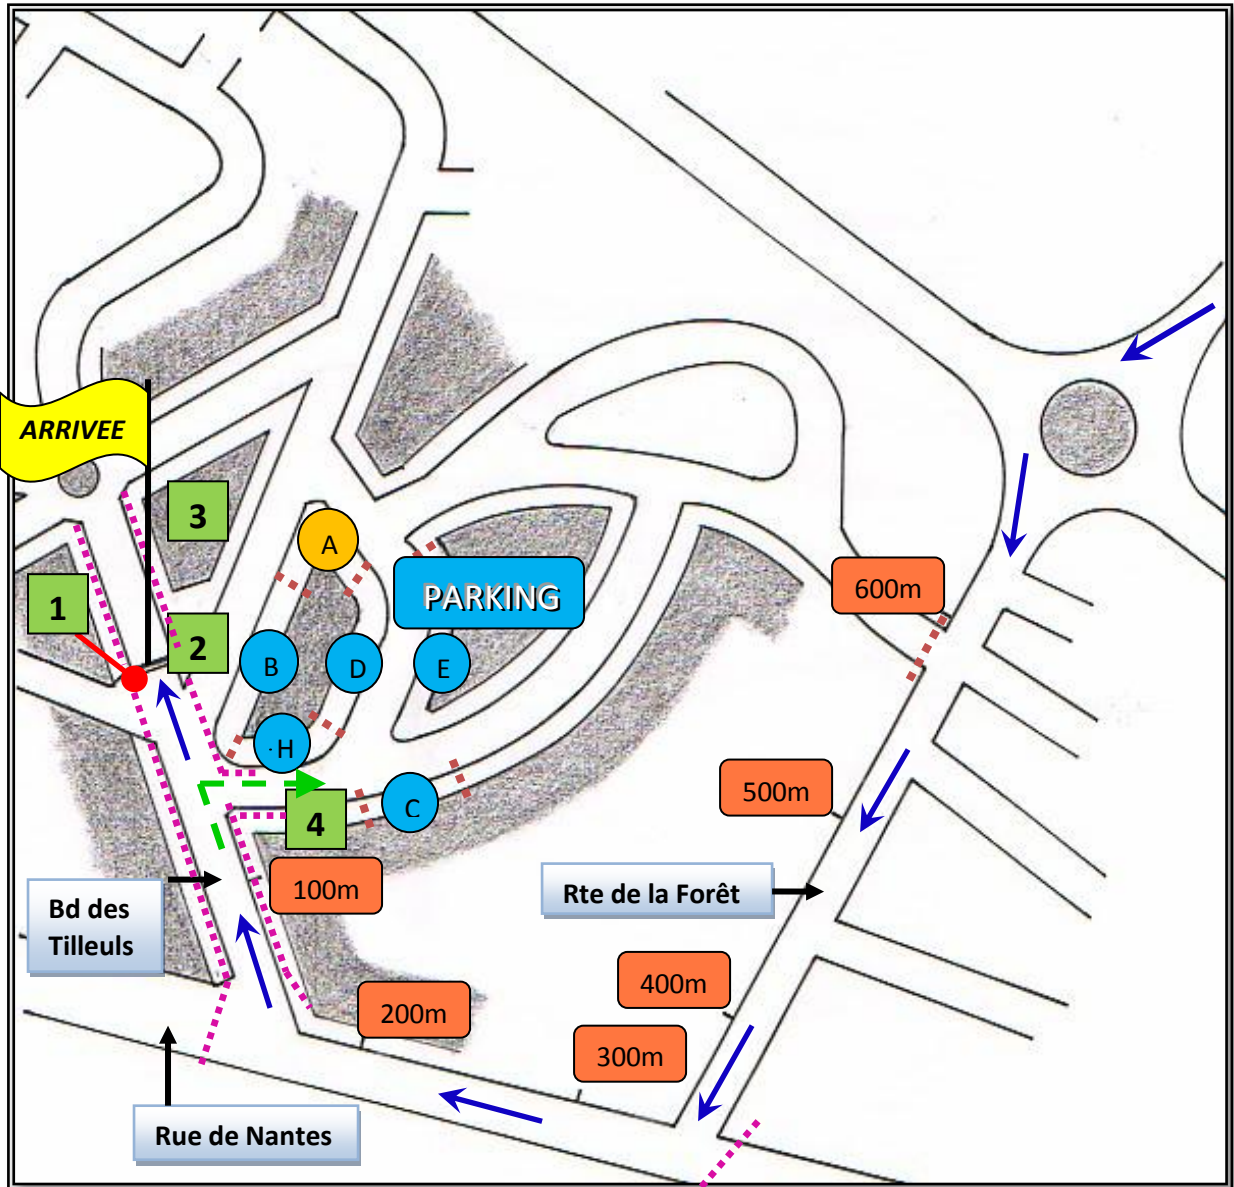 ARRIVEE
3
A
1
600m
PARKING
2
B
D
E
.H
500m
C
4
100m
Rte de la Forêt
Bd des
Tilleuls
400m
200m
300m
Rue de Nantes